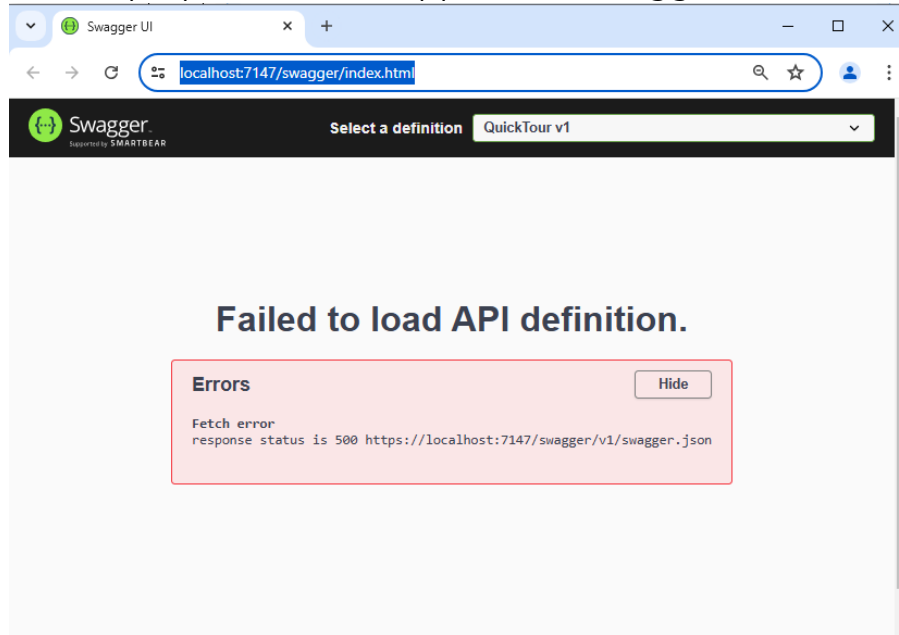 Swagger UI
localhost:7147/swagger/index.html
Swagger
Supported by SMARTBEAR
Select a definition
QuickTour v1
Failed to load API definition.
Errors
Hide
Fetch error
response status is 500 https://localhost:7147/swagger/v1/swagger.json